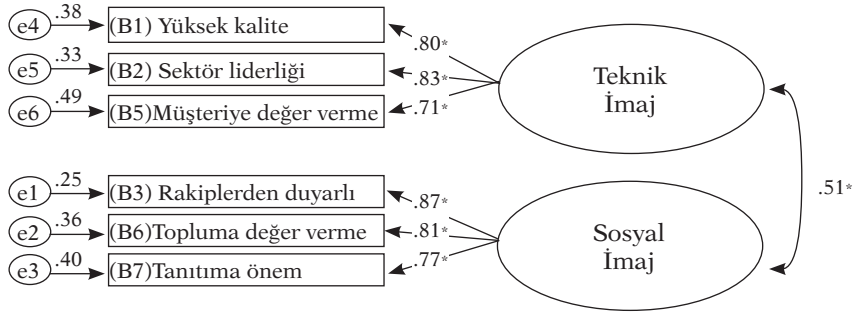 e4 .38 (B1) Yüksek kalite .80*
e5 .33 (B2) Sektör liderliği .83*
e6 .49 (B5)Müşteriye değer verme .71*
Teknik
İmaj
.51*
e1 .25 (B3) Rakiplerden duyarlı .87*
e2 .36 (B6)Topluma değer verme .81*
e3 .40 (B7)Tanıtıma önem .77*
Sosyal
İmaj